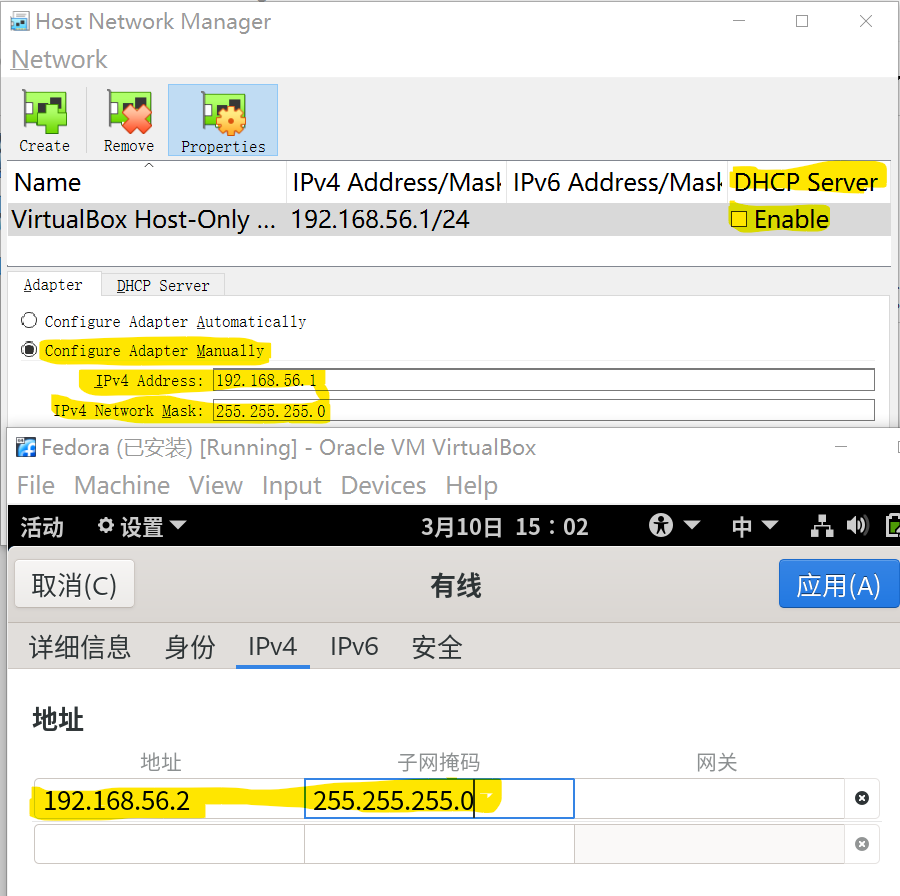 Host Network Manager
Network
Create Remove Properties
Name IPv4 Address/Mask IPv6 Address/Mask DHCP Server
VirtualBox Host-Only ... 192.168.56.1/24 Enable
Adapter DHCP Server
Configure Adapter Automatically
Configure Adapter Manually
IPv4 Address: 192.168.56.1
IPv4 Network Mask: 255.255.255.0
Fedora (已安装) [Running] - Oracle VM VirtualBox
File Machine View Input Devices Help
活动 设置 3月10日 15:02 中
取消(C) 有线 应用(A)
详细信息 身份 IPv4 IPv6 安全
地址
地址 子网掩码 网关
192.168.56.2 255.255.255.0